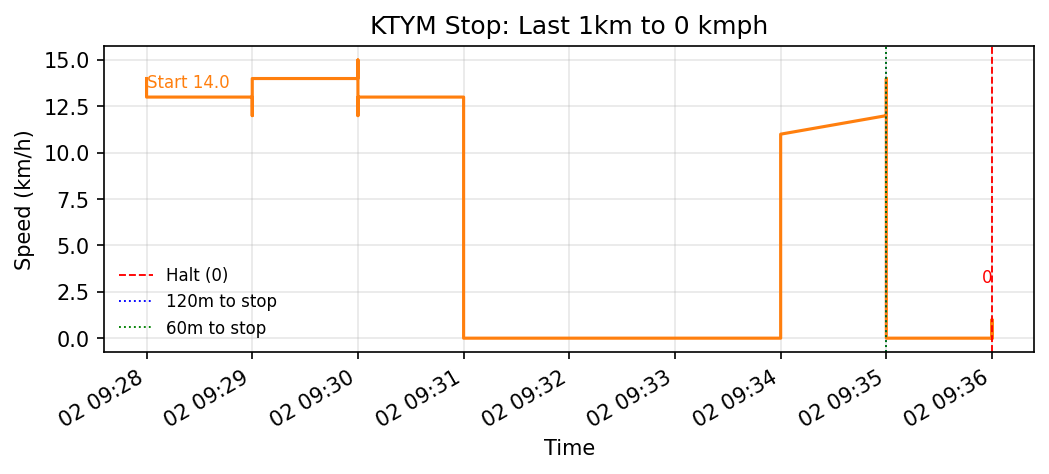 KTYM Stop: Last 1km to 0 kmph
15.0
12.5
10.0
7.5
5.0
2.5
0.0
Speed (km/h)
Start 14.0
0
Halt (0)
120m to stop
60m to stop
02 09:28
02 09:29
02 09:30
02 09:31
02 09:32
02 09:33
02 09:34
02 09:35
02 09:36
Time